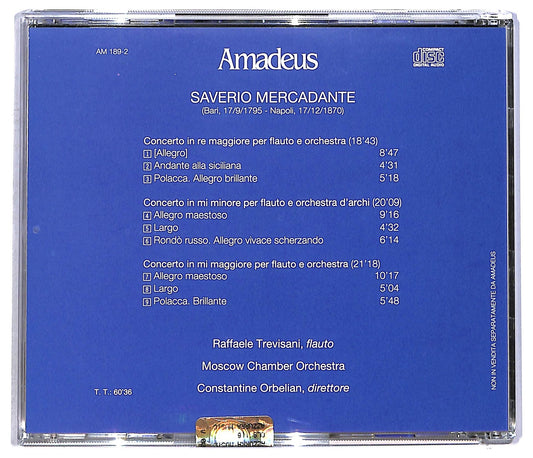 AM 189-2
Amadeus
COMPACT
disc
DIGITAL AUDIO
SAVERIO MERCADANTE
(Bari, 17/9/1795 - Napoli, 17/12/1870)
Concerto in re maggiore per flauto e orchestra (18'43)
1 [Allegro] 8'47
2 Andante alla siciliana 4'31
3 Polacca. Allegro brillante 5'18
Concerto in mi minore per flauto e orchestra d'archi (20'09)
4 Allegro maestoso 9'16
5 Largo 4'32
6 Rondò russo. Allegro vivace scherzando 6'14
Concerto in mi maggiore per flauto e orchestra (21'18)
7 Allegro maestoso 10'17
8 Largo 5'04
9 Polacca. Brillante 5'48
Raffaele Trevisani, flauto
Moscow Chamber Orchestra
Constantine Orbelian, direttore
T. T.: 60'36
NON IN VENDITA SEPARATAMENTE DA AMADEUS